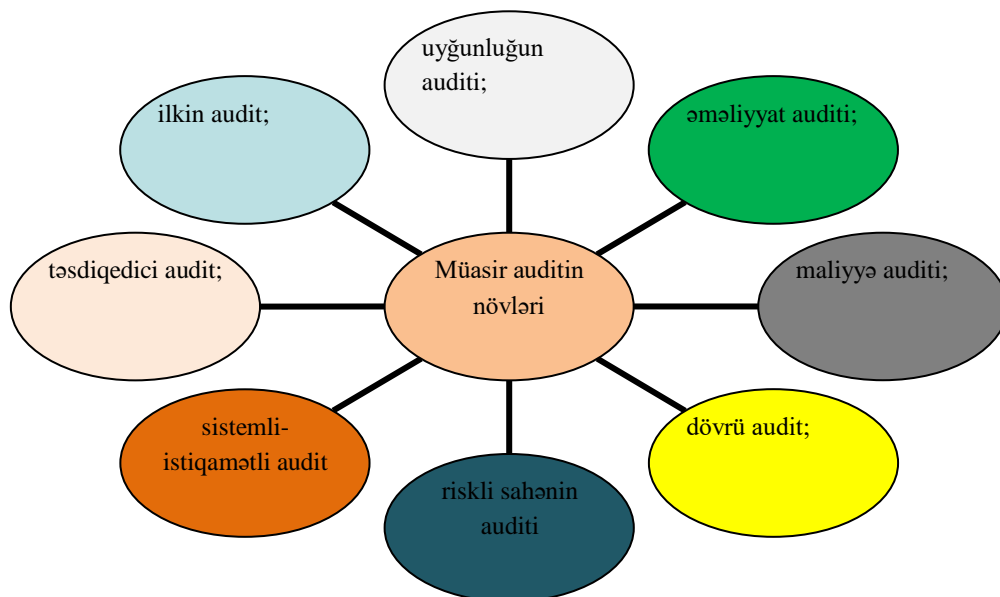 uyğunluğun
auditi;
ilkin audit;
əməliyyat auditi;
təsdiqedici audit;
Müasir auditin
növləri
maliyyə auditi;
sistemli-
istiqamətli audit
dövrü audit;
riskli sahənin
auditi